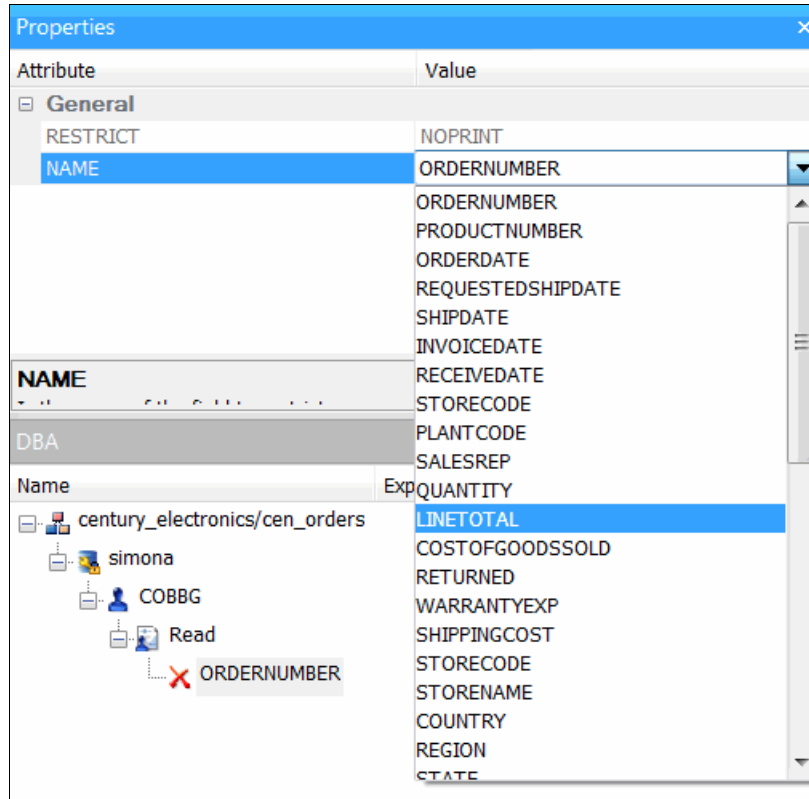 Properties
Attribute Value
General
RESTRICT NOPRINT
NAME ORDERNUMBER
ORDERNUMBER
PRODUCTNUMBER
ORDERDATE
REQUESTEDSHIPDATE
SHIPDATE
INVOICEDATE
RECEIVEDATE
STORECODE
PLANTCODE
SALESREP
QUANTITY
LINETOTAL
COSTOFGOODSSOLD
RETURNED
WARRANTYEXP
SHIPPINGCOST
STORECODE
STORENAME
COUNTRY
REGION
STATE
NAME
DBA
Name Exp
century_electronics/cen_orders
simona
COBBG
Read
ORDERNUMBER